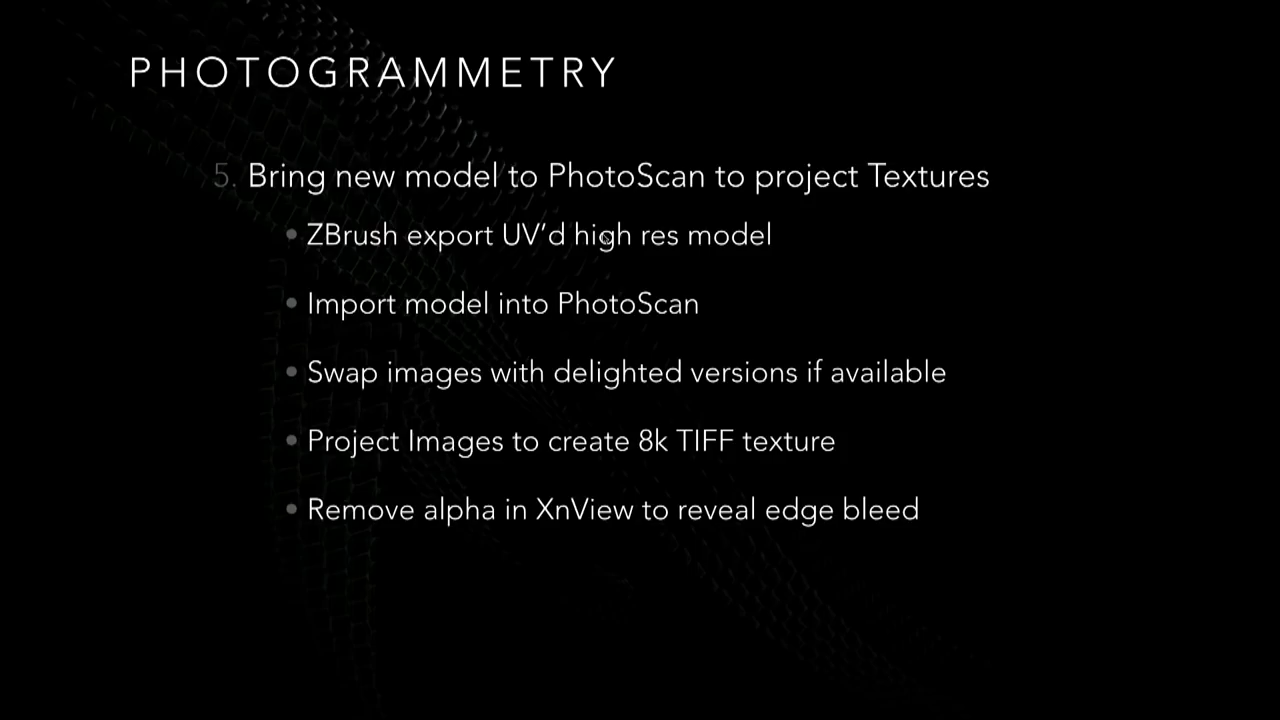 PHOTOGRAMMETRY
5. Bring new model to PhotoScan to project Textures
• ZBrush export UV’d high res model
• Import model into PhotoScan
• Swap images with delighted versions if available
• Project Images to create 8k TIFF texture
• Remove alpha in XnView to reveal edge bleed